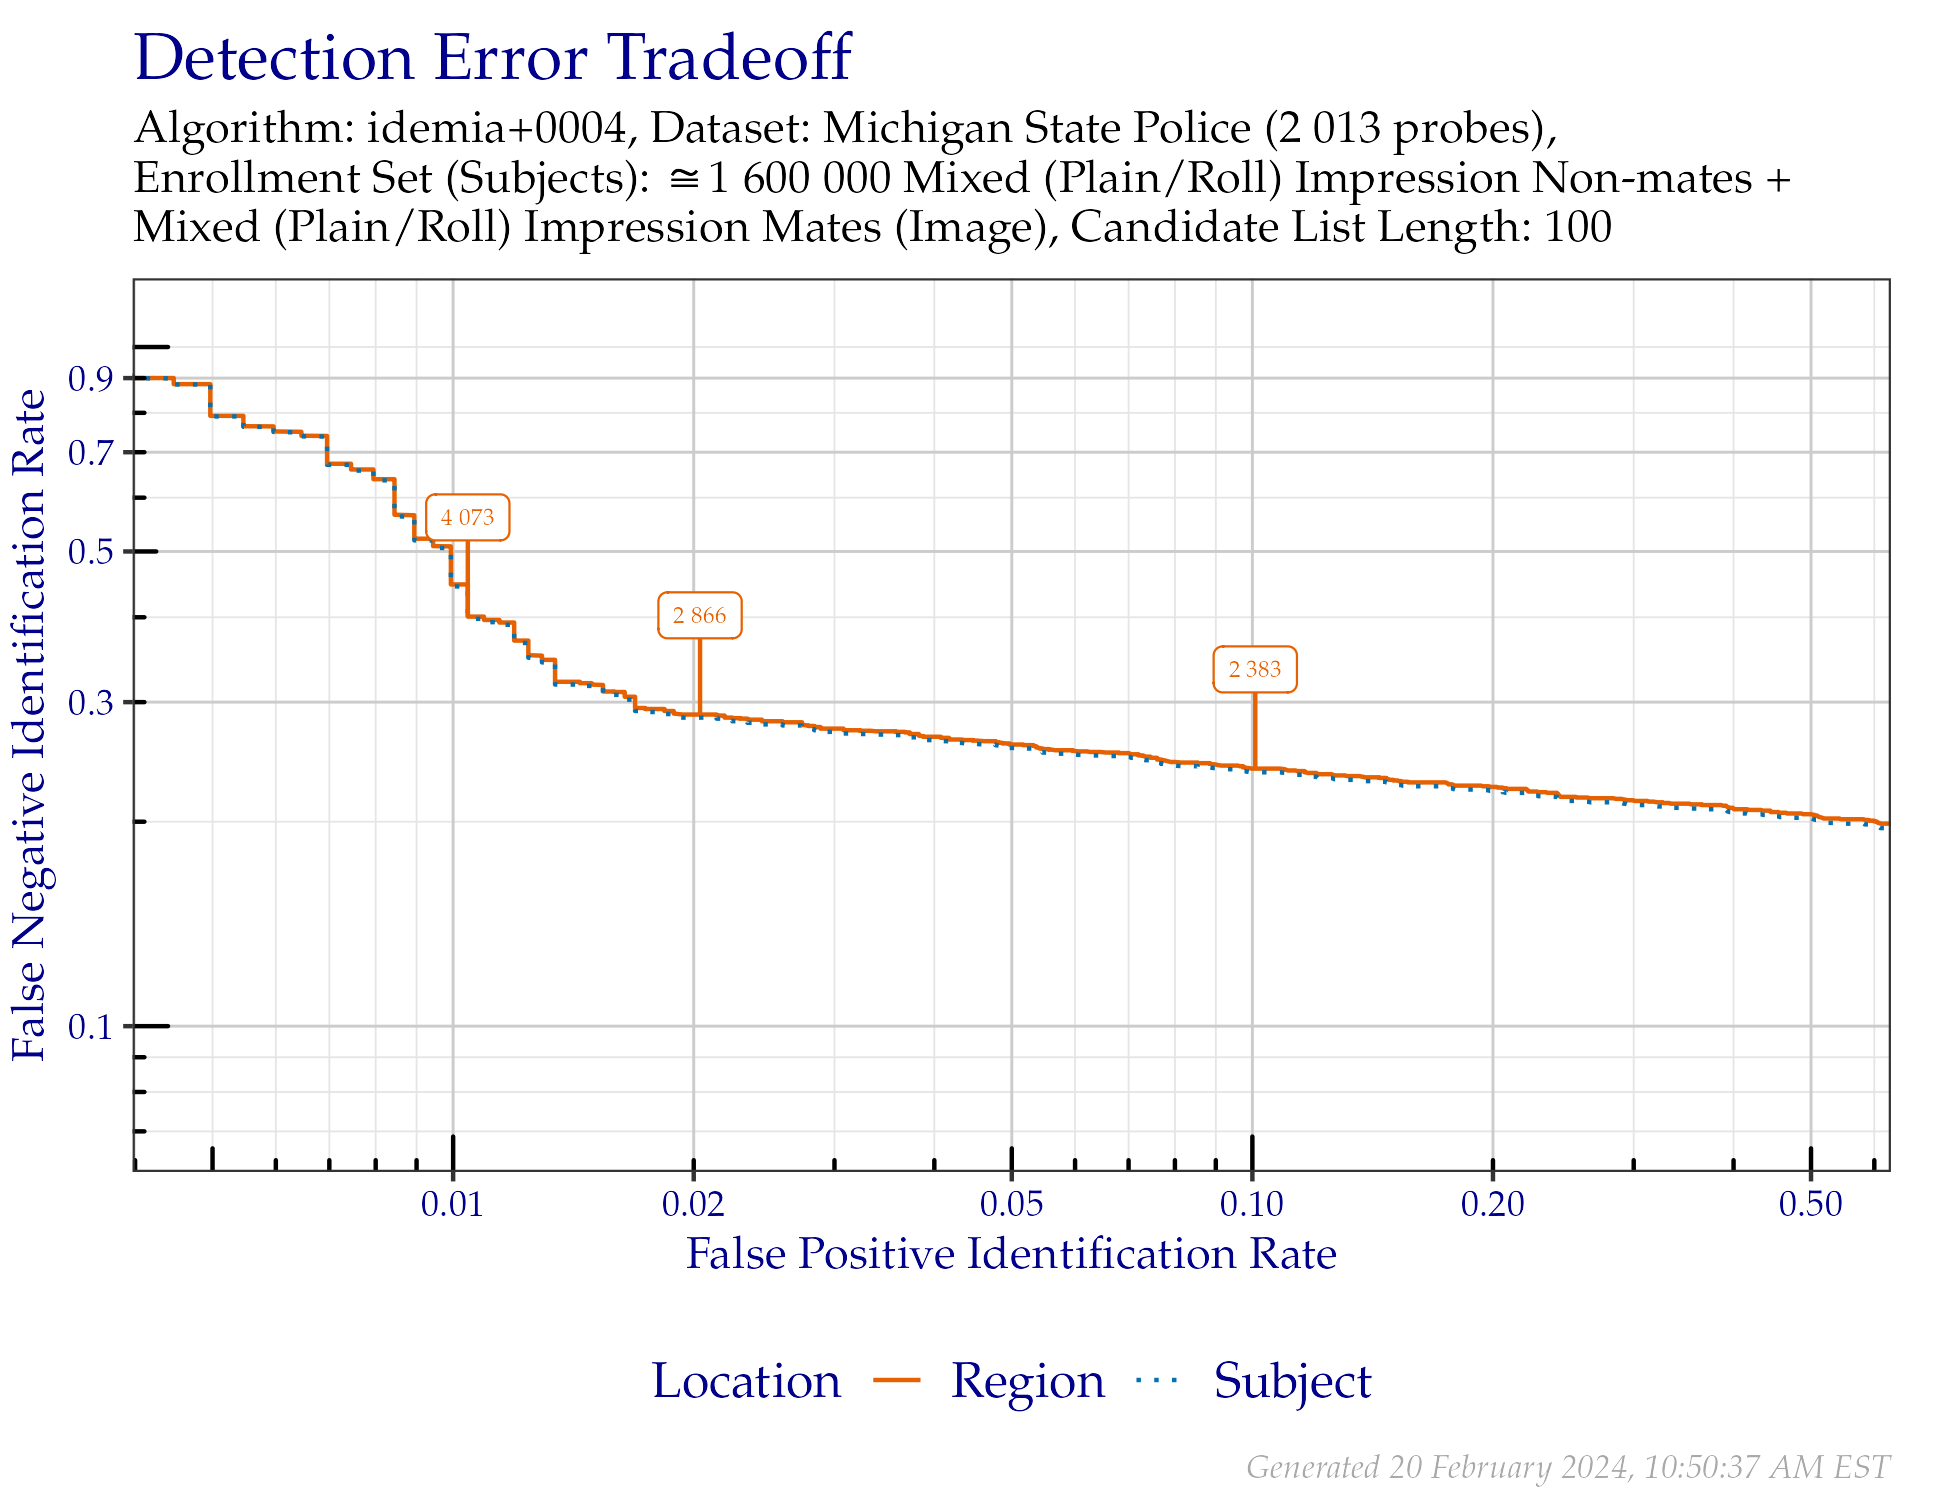 Detection Error Tradeoff
Algorithm: idemia+0004, Dataset: Michigan State Police (2 013 probes),
Enrollment Set (Subjects): ≅1 600 000 Mixed (Plain/Roll) Impression Non-mates +
Mixed (Plain/Roll) Impression Mates (Image), Candidate List Length: 100
False Negative Identification Rate
0.9
0.7
0.5
0.3
0.1
4 073
2 866
2 383
0.01 0.02 0.05 0.10 0.20 0.50
False Positive Identification Rate
Location Region Subject
Generated 20 February 2024, 10:50:37 AM EST